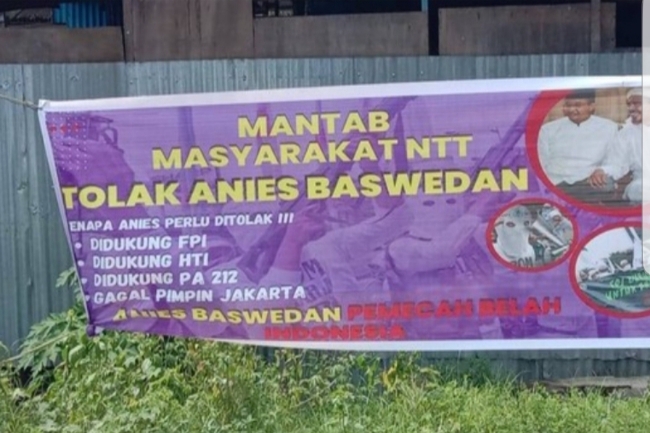 MANTAB
MASYARAKAT NTT
TOLAK ANIES BASWEDAN
ENAPA ANIES PERLU DITOLAK !!!
• DIDUKUNG FPI
• DIDUKUNG HTI
• DIDUKUNG PA 212
• GAGAL PIMPIN JAKARTA
ANIES BASWEDAN PEMECAH BELAH
INDONESIA